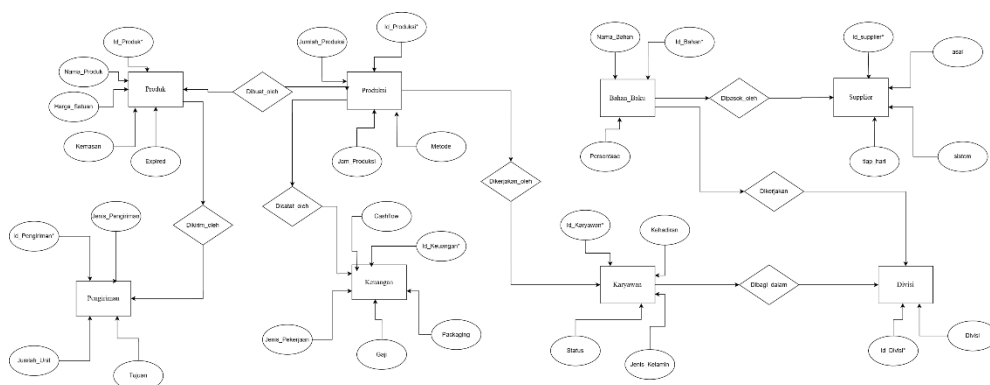 Id_Produk*
Nama_Produk
Harga_Satuan
Produk
Kemasan
Expired
Dibuat_oleh
Jumlah_Produksi
Id_Produksi*
Produksi
Jam_Produksi
Metode
Nama_Bahan
Id_Bahan*
Bahan_Baku
Persentase
Dipasok_oleh
Id_supplier*
asal
Supplier
tiap_hari
sistem
Dikirim_oleh
Dicatat_oleh
Dikerjakan_oleh
Dikerjakan
Id_Pengiriman*
Jenis_Pengiriman
Pengiriman
Jumlah_Unit
Tujuan
Cashflow
Id_Keuangan*
Keuangan
Jenis_Pekerjaan
Gaji
Packaging
Id_Karyawan*
Kehadiran
Karyawan
Status
Jenis_Kelamin
Dibagi_dalam
Divisi
Id_Divisi*
Divisi